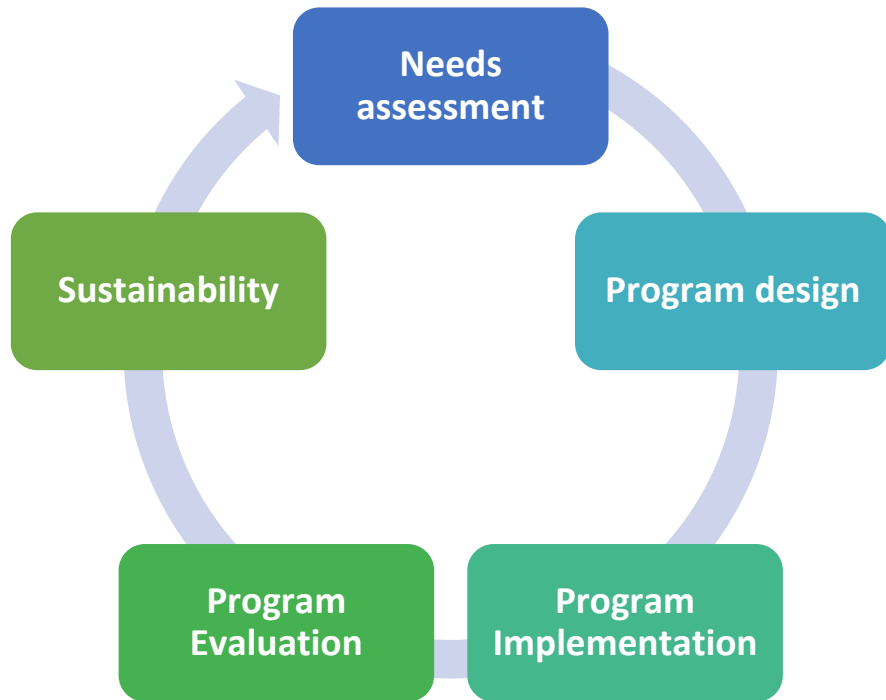 Needs
assessment
Program design
Program
Implementation
Program
Evaluation
Sustainability